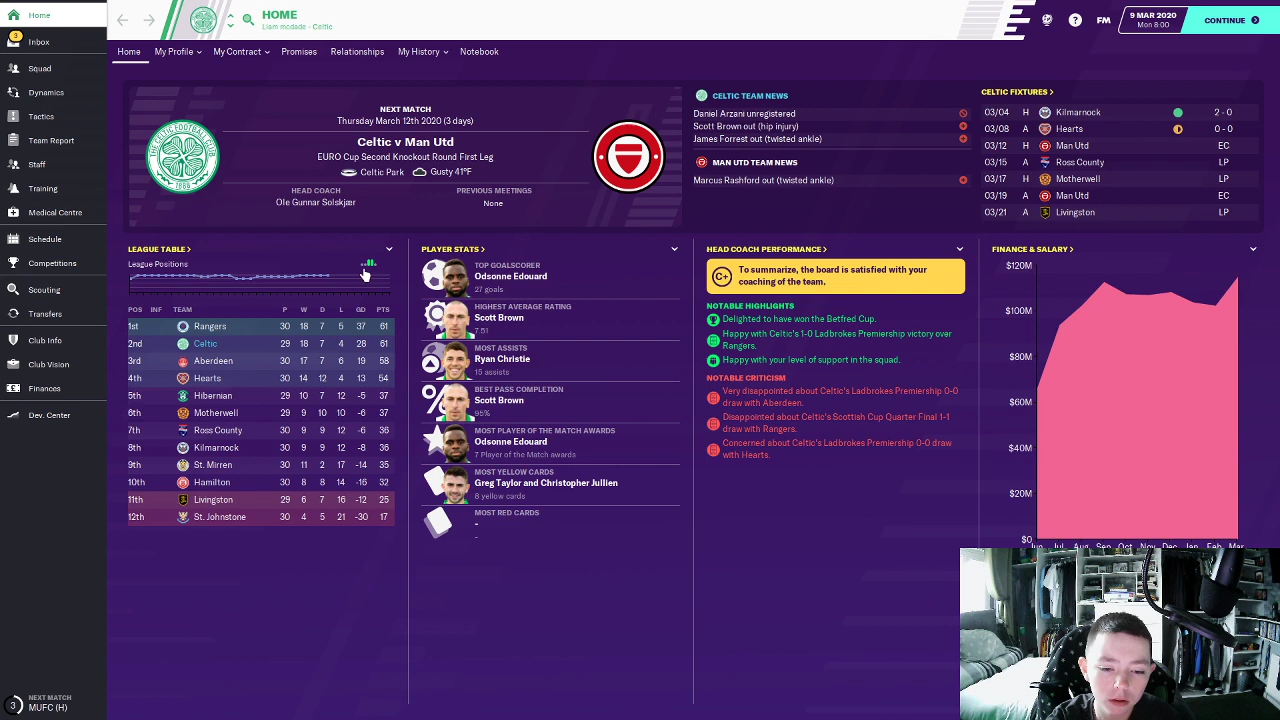 Home
HOME
Liam mcdade - Celtic
FM
9 MAR 2020
Mon 8:00
CONTINUE
3
Inbox
Squad
Dynamics
Tactics
Team Report
Staff
Training
Medical Centre
Schedule
Competitions
Scouting
Transfers
Club Info
Club Vision
Finances
Dev. Center
3
NEXT MATCH
MUFC (H)
Home
My Profile
My Contract
Promises
Relationships
My History
Notebook
NEXT MATCH
Thursday March 12th 2020 (3 days)
Celtic v Man Utd
EURO Cup Second Knockout Round First Leg
Celtic Park
Gusty 41°F
HEAD COACH
Ole Gunnar Solskjær
PREVIOUS MEETINGS
None
CELTIC TEAM NEWS
Daniel Arzani unregistered
Scott Brown out (hip injury)
James Forrest out (twisted ankle)
MAN UTD TEAM NEWS
Marcus Rashford out (twisted ankle)
CELTIC FIXTURES >
03/04 H Kilmarnock 2 - 0
03/08 A Hearts 0 - 0
03/12 H Man Utd EC
03/15 A Ross County LP
03/17 H Motherwell LP
03/19 A Man Utd EC
03/21 A Livingston LP
LEAGUE TABLE >
League Positions
POS INF TEAM P W D L GD PTS
1st Rangers 30 18 7 5 37 61
2nd Celtic 30 18 7 4 28 61
3rd Aberdeen 30 17 7 6 19 58
4th Hearts 30 14 12 4 13 54
5th Hibernian 29 10 7 12 -5 37
6th Motherwell 29 9 10 10 -6 37
7th Ross County 30 9 9 12 -6 36
8th Kilmarnock 30 9 9 12 -8 36
9th St. Mirren 30 11 2 17 -14 35
10th Hamilton 30 8 8 14 -16 32
11th Livingston 29 6 7 16 -12 25
12th St. Johnstone 30 4 5 21 -30 17
PLAYER STATS >
TOP GOALSCORER
Odsonne Edouard
27 goals
HIGHEST AVERAGE RATING
Scott Brown
7.51
MOST ASSISTS
Ryan Christie
15 assists
BEST PASS COMPLETION
Scott Brown
95%
MOST PLAYER OF THE MATCH AWARDS
Odsonne Edouard
7 Player of the Match awards
MOST YELLOW CARDS
Greg Taylor and Christopher Jullien
8 yellow cards
MOST RED CARDS
-
-
HEAD COACH PERFORMANCE >
C+
To summarize, the board is satisfied with your
coaching of the team.
NOTABLE HIGHLIGHTS
Delighted to have won the Betfred Cup.
Happy with Celtic's 1-0 Ladbrokes Premiership victory over
Rangers.
Happy with your level of support in the squad.
NOTABLE CRITICISM
Very disappointed about Celtic's Ladbrokes Premiership 0-0
draw with Aberdeen.
Disappointed about Celtic's Scottish Cup Quarter Final 1-1
draw with Rangers.
Concerned about Celtic's Ladbrokes Premiership 0-0 draw
with Hearts.
FINANCE & SALARY >
$120M
$100M
$80M
$60M
$40M
$20M
$0
Jun Jul Aug Sep Oct Nov Dec Jan Feb Mar